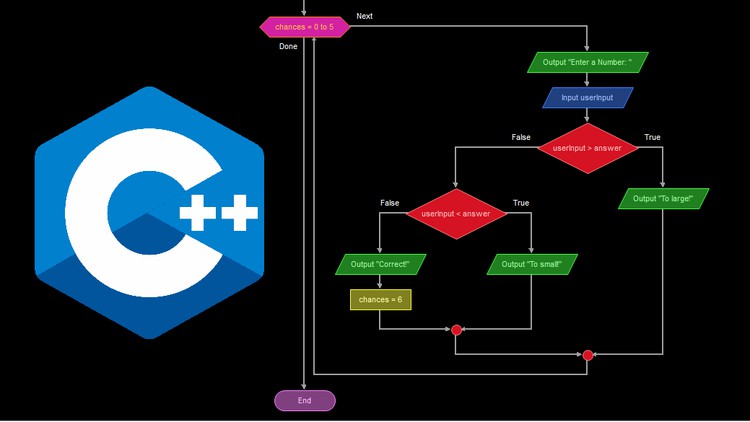 C++
chances = 0 to 5
Next
Done
Output "Enter a Number: "
Input userInput
userInput > answer
False
True
Output "To large!"
userInput < answer
False
True
Output "Correct!"
Output "To small!"
chances = 6
End